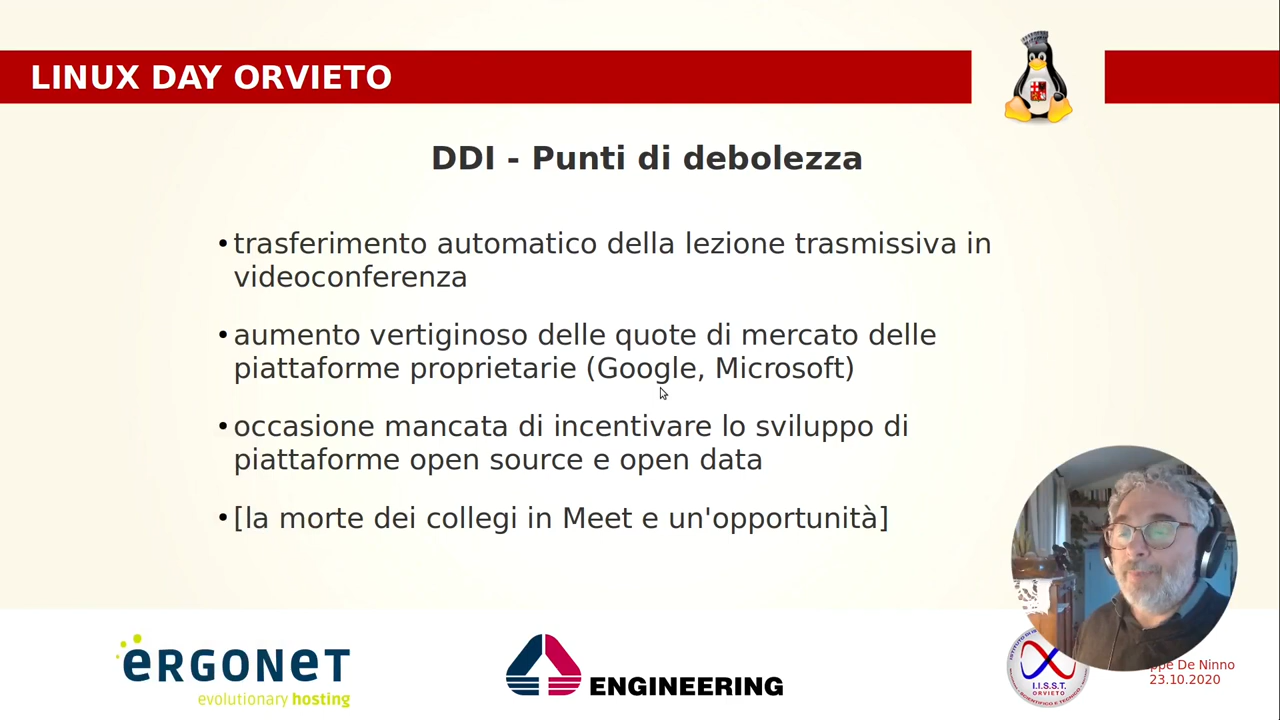 LINUX DAY ORVIETO
DDI - Punti di debolezza
• trasferimento automatico della lezione trasmissiva in
videoconferenza
• aumento vertiginoso delle quote di mercato delle
piattaforme proprietarie (Google, Microsoft)
• occasione mancata di incentivare lo sviluppo di
piattaforme open source e open data
• [la morte dei collegi in Meet e un'opportunità]
eRGONeT
evolutionary hosting
ENGINEERING
I.I.S.S.T.
ORVIETO
De Ninno
23.10.2020